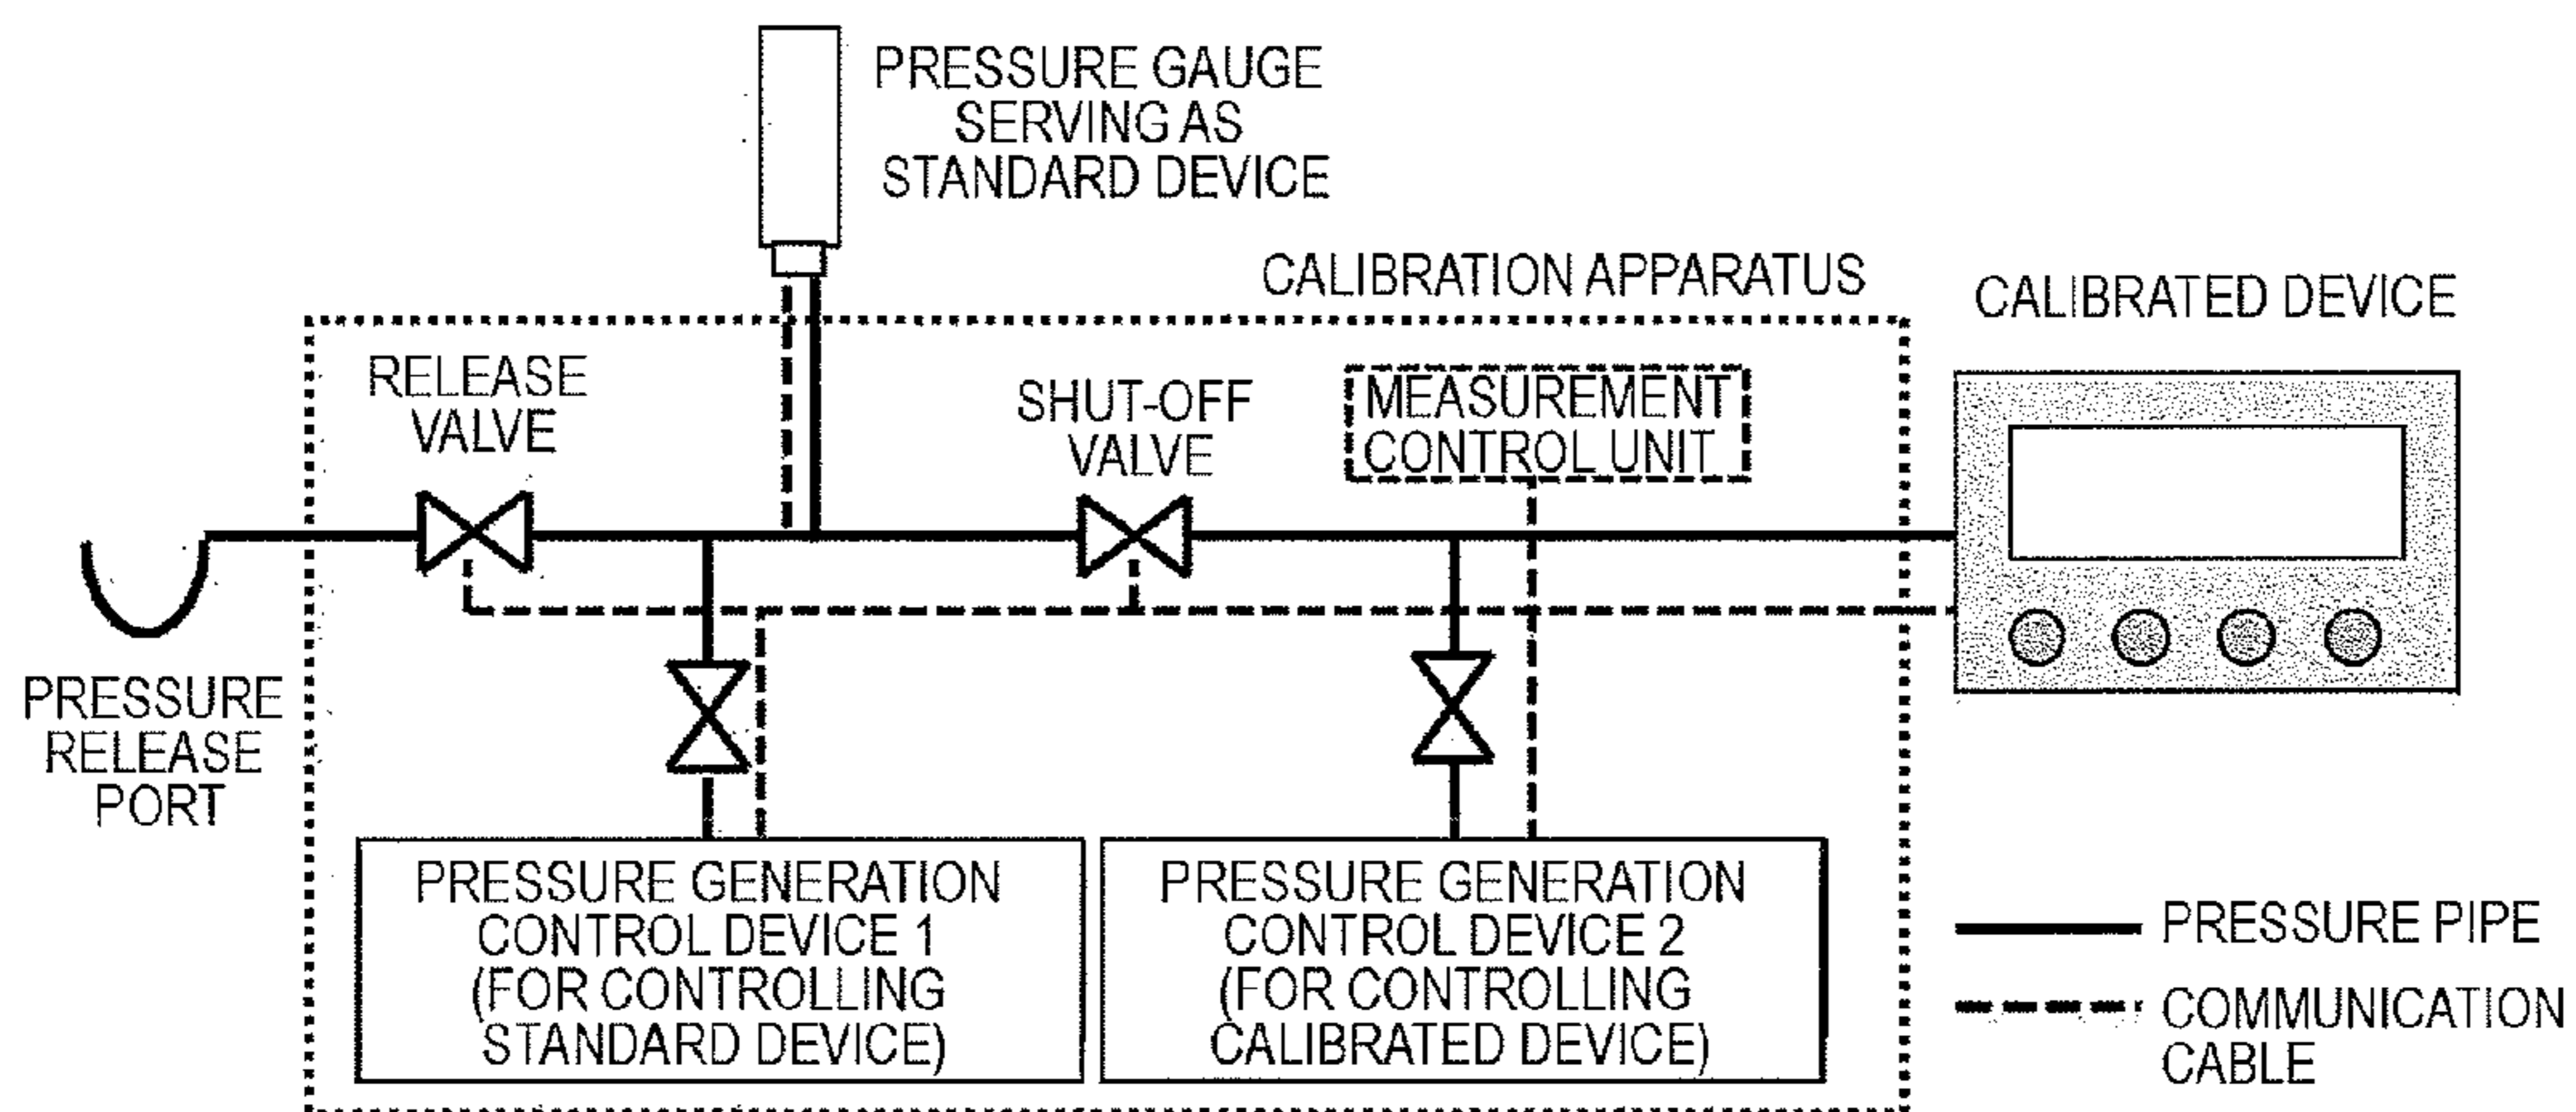 PRESSURE GAUGE
SERVING AS
STANDARD DEVICE
CALIBRATION APPARATUS
CALIBRATED DEVICE
RELEASE
VALVE
SHUT-OFF
VALVE
MEASUREMENT
CONTROL UNIT
PRESSURE
RELEASE
PORT
PRESSURE GENERATION
CONTROL DEVICE 1
(FOR CONTROLLING
STANDARD DEVICE)
PRESSURE GENERATION
CONTROL DEVICE 2
(FOR CONTROLLING
CALIBRATED DEVICE)
PRESSURE PIPE
COMMUNICATION
CABLE